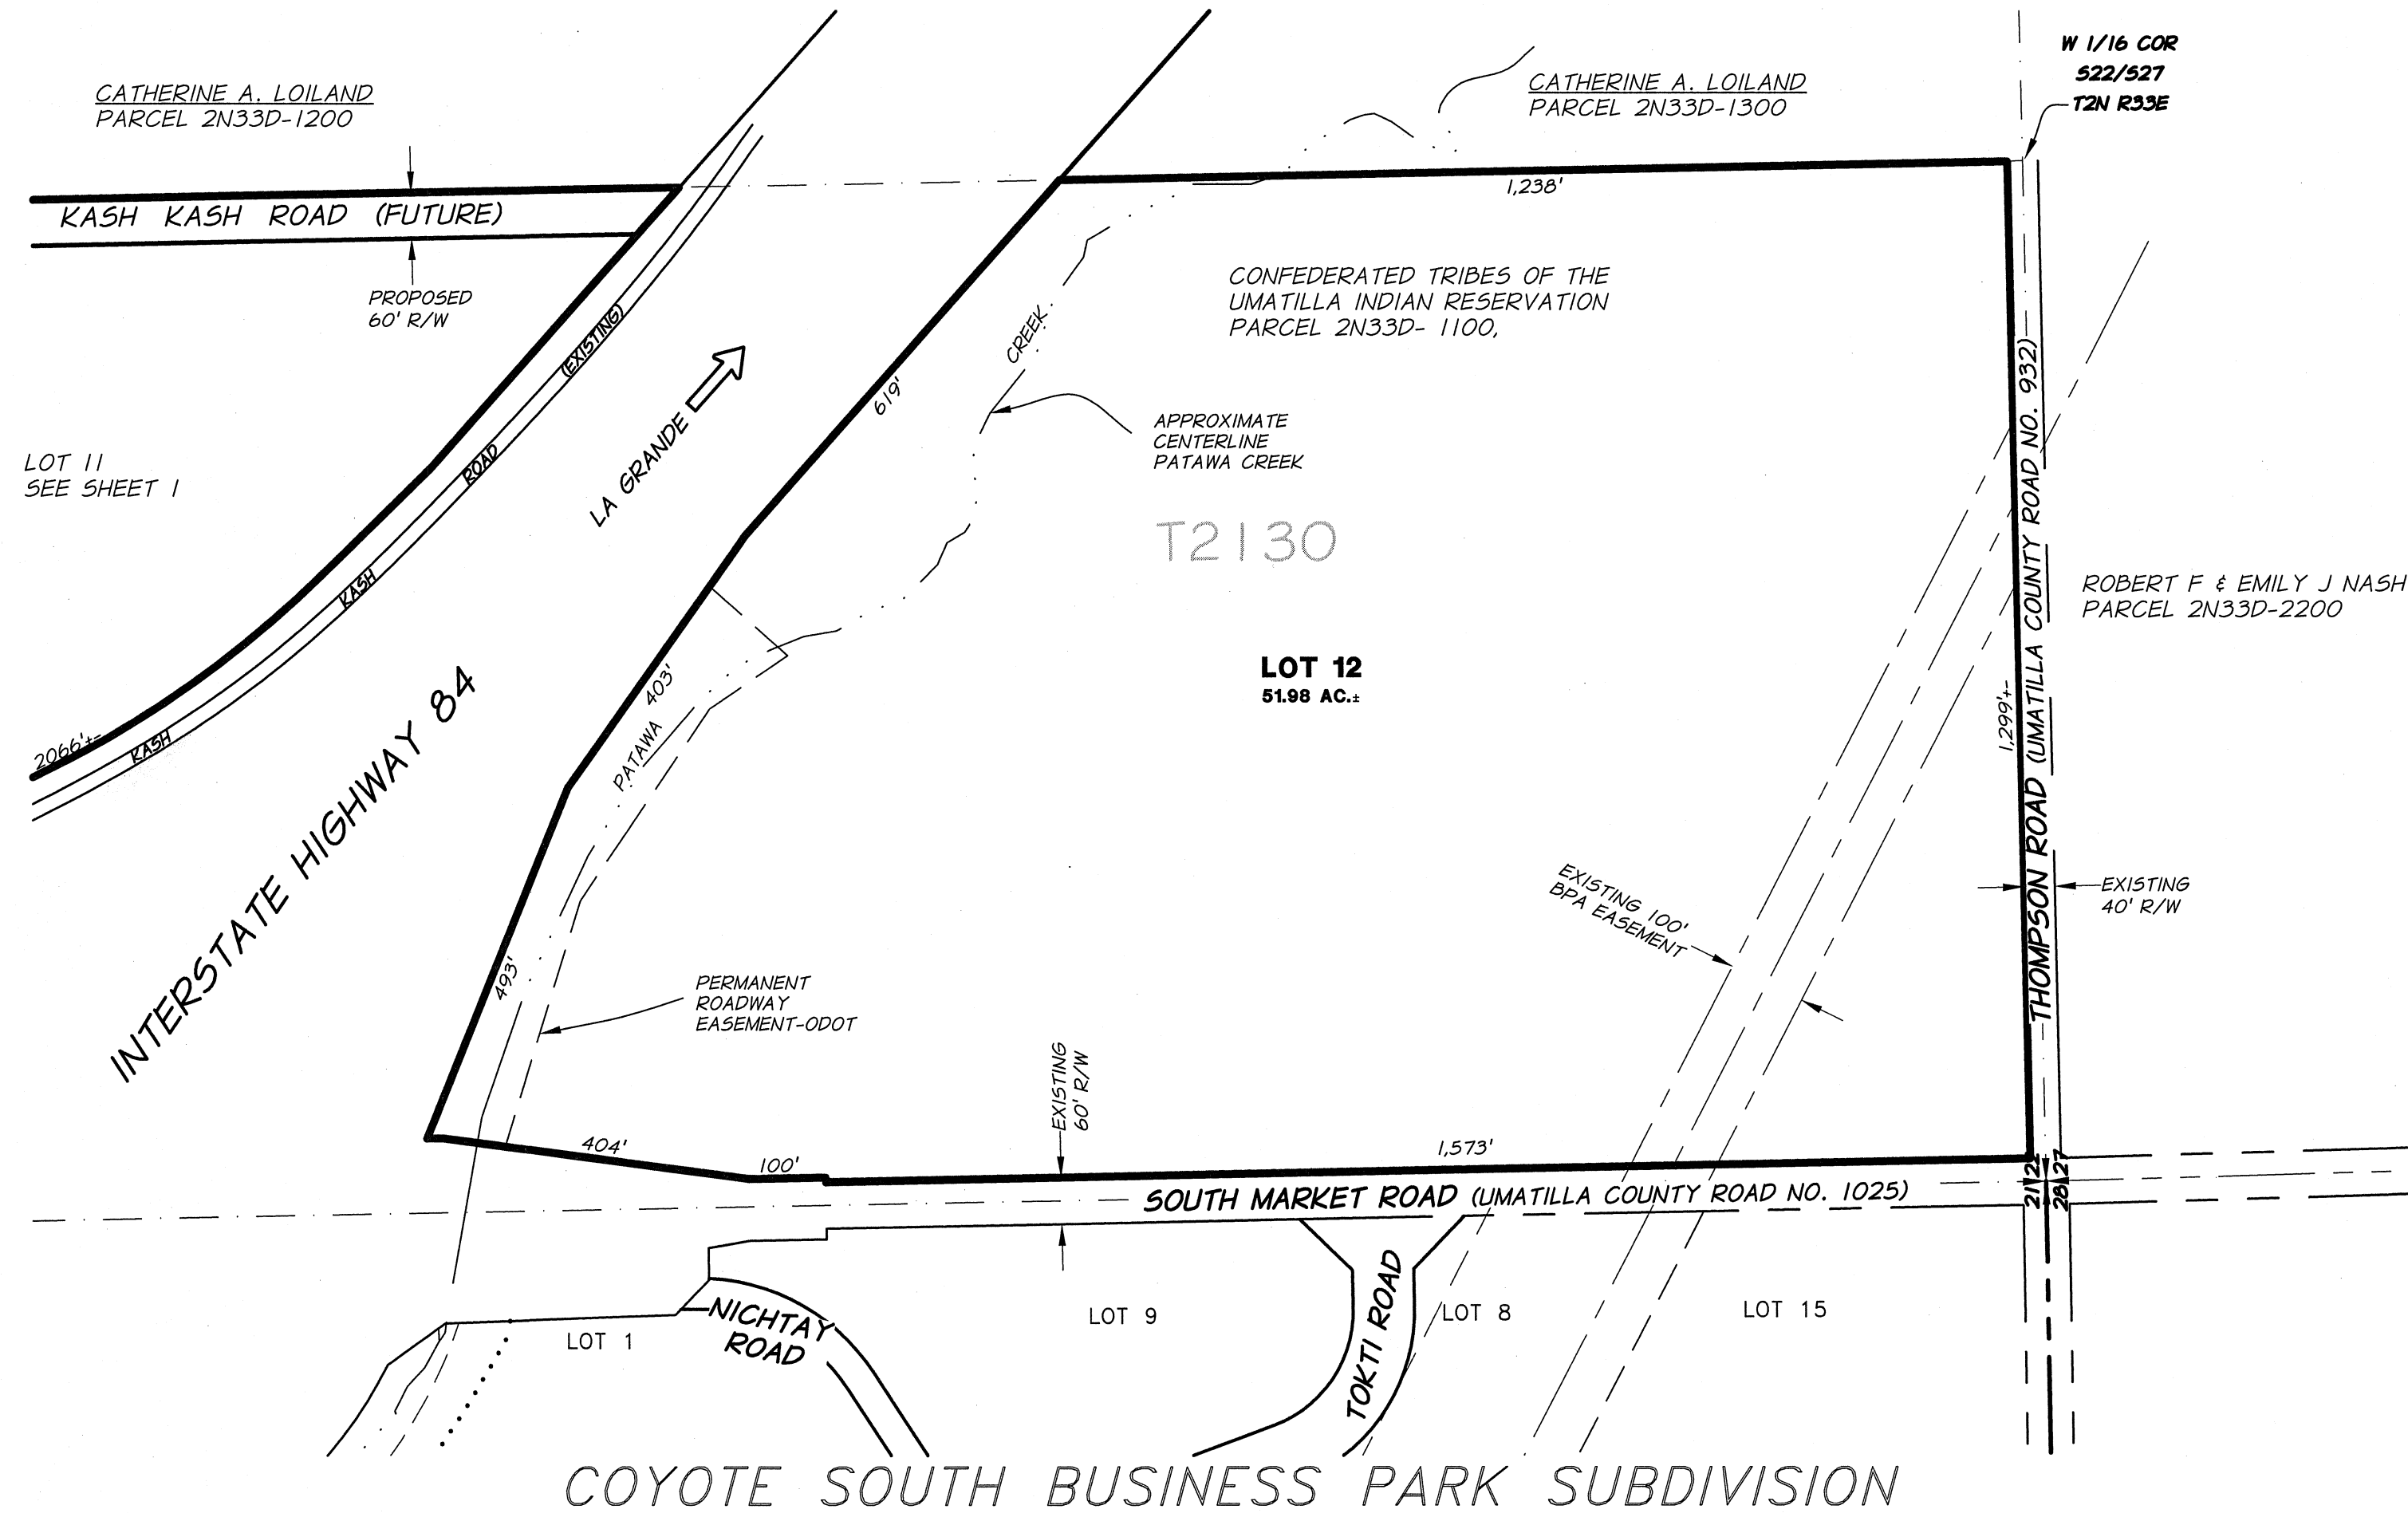 W 1/16 COR
S22/S27
T2N R33E
CATHERINE A. LOILAND
PARCEL 2N33D-1200
CATHERINE A. LOILAND
PARCEL 2N33D-1300
1,238'
KASH KASH ROAD (FUTURE)
PROPOSED
60' R/W
CONFEDERATED TRIBES OF THE
UMATILLA INDIAN RESERVATION
PARCEL 2N33D- 1100,
(EXISTING)
ROAD
KASH
KASH
CREEK
619'
LA GRANDE
APPROXIMATE
CENTERLINE
PATAWA CREEK
LOT 11
SEE SHEET 1
T2130
LOT 12
51.98 AC.±
ROBERT F & EMILY J NASH
PARCEL 2N33D-2200
THOMPSON ROAD (UMATILLA COUNTY ROAD NO. 932)
1,299'+-
403'
PATAWA
2066'+-
INTERSTATE HIGHWAY 84
EXISTING 100'
BPA EASEMENT
EXISTING
40' R/W
493'
PERMANENT
ROADWAY
EASEMENT-ODOT
EXISTING
60' R/W
404'
100'
1,573'
21 22
28 27
SOUTH MARKET ROAD (UMATILLA COUNTY ROAD NO. 1025)
NICHTAY
ROAD
TOKTI ROAD
LOT 1
LOT 9
LOT 8
LOT 15
COYOTE SOUTH BUSINESS PARK SUBDIVISION